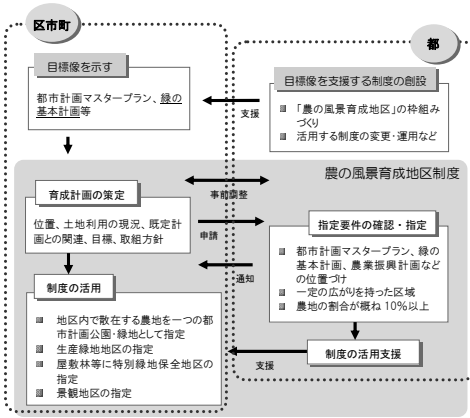 区市町
都
目標像を示す
都市計画マスタープラン、緑の
基本計画等
目標像を支援する制度の創設
■ 「農の風景育成地区」の枠組み
づくり
■ 活用する制度の変更・運用など
支援
農の風景育成地区制度
事前調整
育成計画の策定
位置、土地利用の現況、既定計
画との関連、目標、取組方針
申請
指定要件の確認・指定
■ 都市計画マスタープラン、緑の
基本計画、農業振興計画など
の位置づけ
■ 一定の広がりを持った区域
■ 農地の割合が概ね 10%以上
通知
制度の活用
■ 地区内で散在する農地を一つの都
市計画公園・緑地として指定
■ 生産緑地地区の指定
■ 屋敷林等に特別緑地保全地区の
指定
■ 景観地区の指定
制度の活用支援
支援